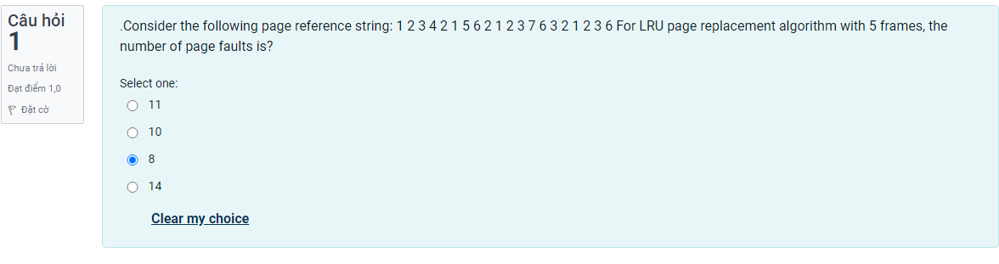 Câu hỏi
1
Chưa trả lời
Đạt điểm 1,0
Đặt cờ
.Consider the following page reference string: 1 2 3 4 2 1 5 6 2 1 2 3 7 6 3 2 1 2 3 6 For LRU page replacement algorithm with 5 frames, the
number of page faults is?
Select one:
11
10
8
14
Clear my choice